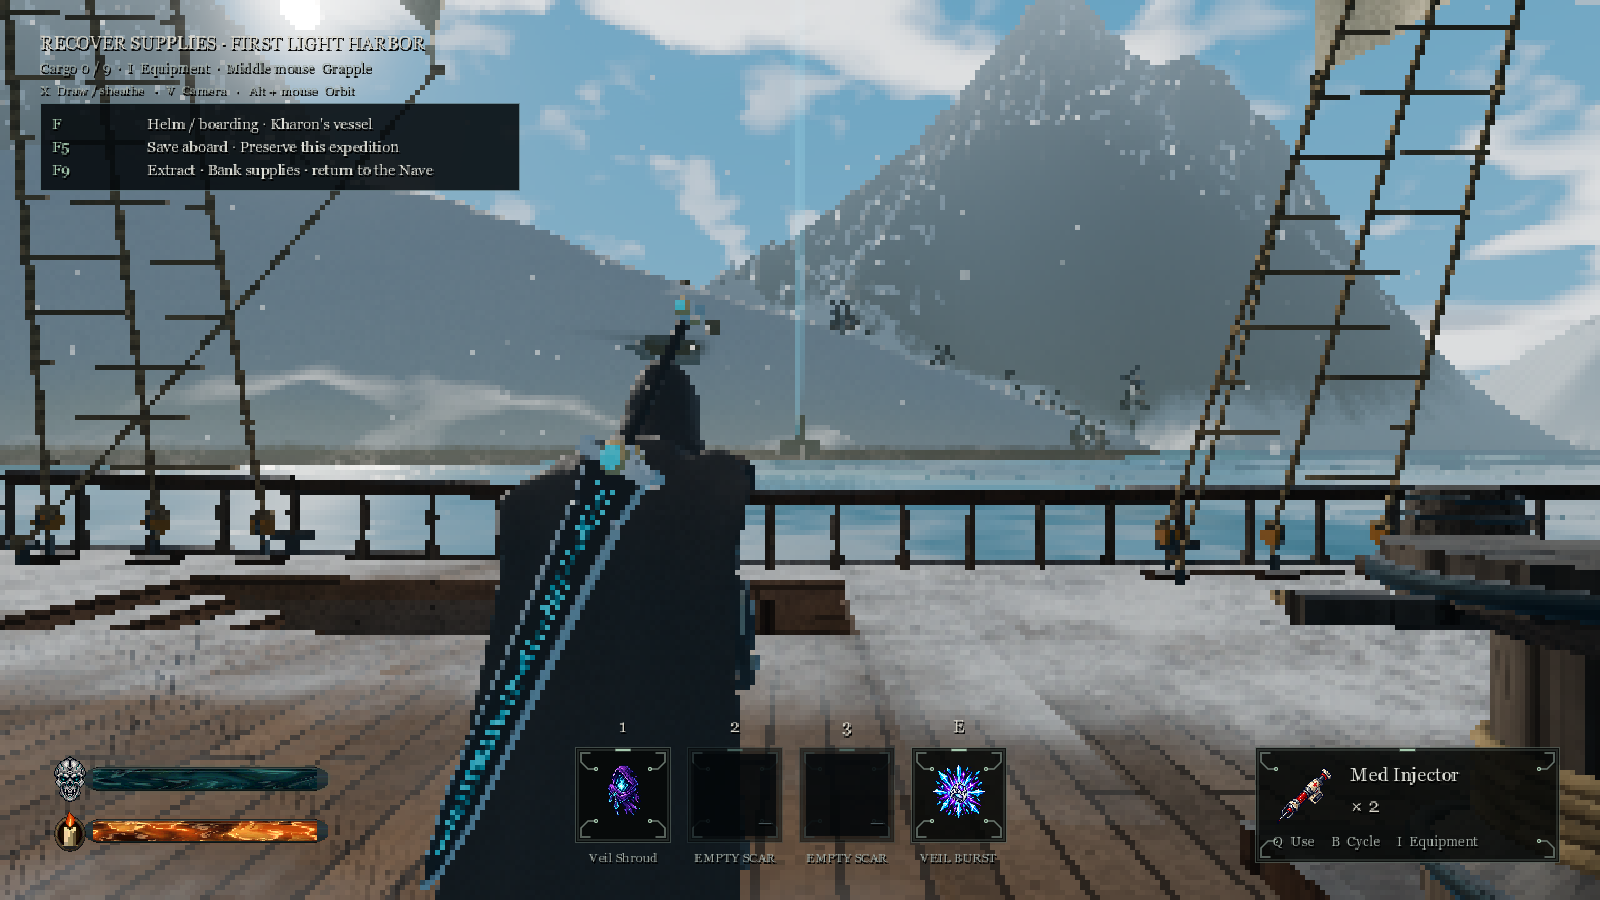 RECOVER SUPPLIES · FIRST LIGHT HARBOR
Cargo 0 / 9 · I Equipment · Middle mouse Grapple
X Draw / sheathe · V Camera · Alt + mouse Orbit
F Helm / boarding · Kharon's vessel
F5 Save aboard · Preserve this expedition
F9 Extract · Bank supplies · return to the Nave
1 2 3 E
Veil Shroud EMPTY SCAR EMPTY SCAR VEIL BURST
Med Injector
× 2
Q Use B Cycle I Equipment